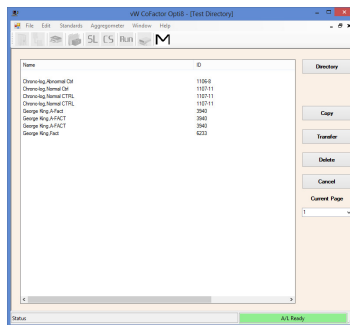 vW CoFactor Opti8 - [Test Directory]
File Edit Standards Aggregometer Window Help
SL CS Run M
Name ID
Directory
Chrono-log, Abnormal Ctrl 1106-8
Chrono-log, Normal Ctrl 1107-11
Chrono-log, Normal CTRL 1107-11
Chrono-log, Normal CTRL 1107-11
George King, A-Fact 3940
George King, A-FACT 3940
George King, A-FACT 3940
George King, Fact 6233
Copy
Transfer
Delete
Cancel
Current Page
1
Status A/L Ready